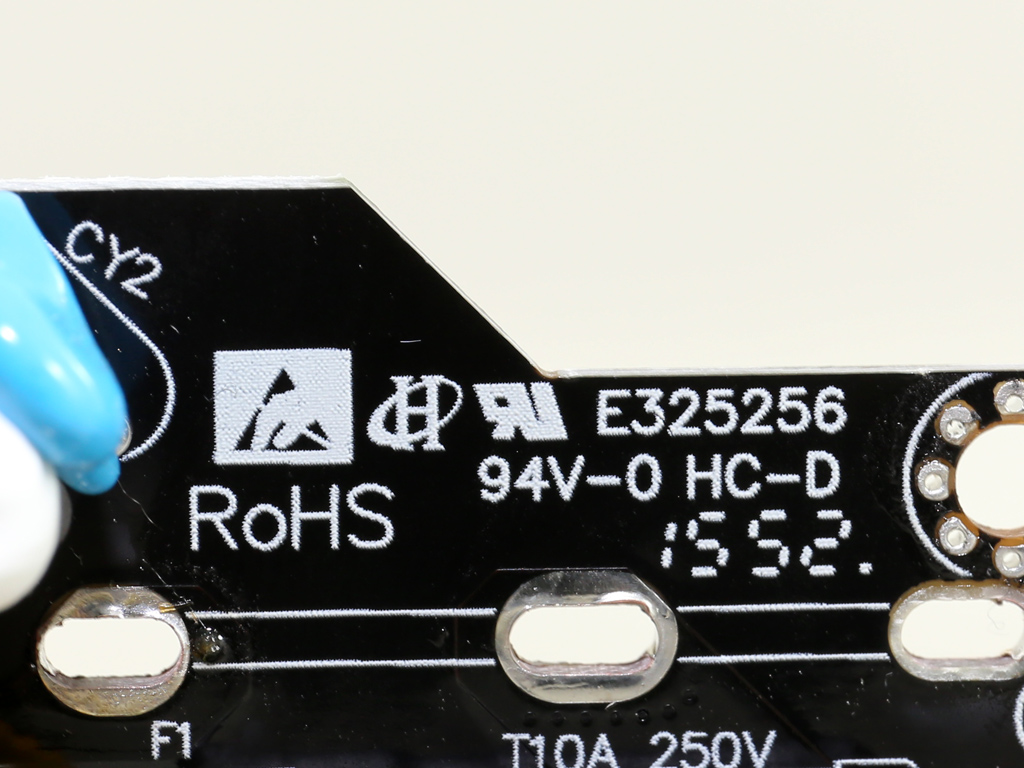 CY2
E325256
94V-0 HC-D
RoHS
1552.
F1
T10A 250V